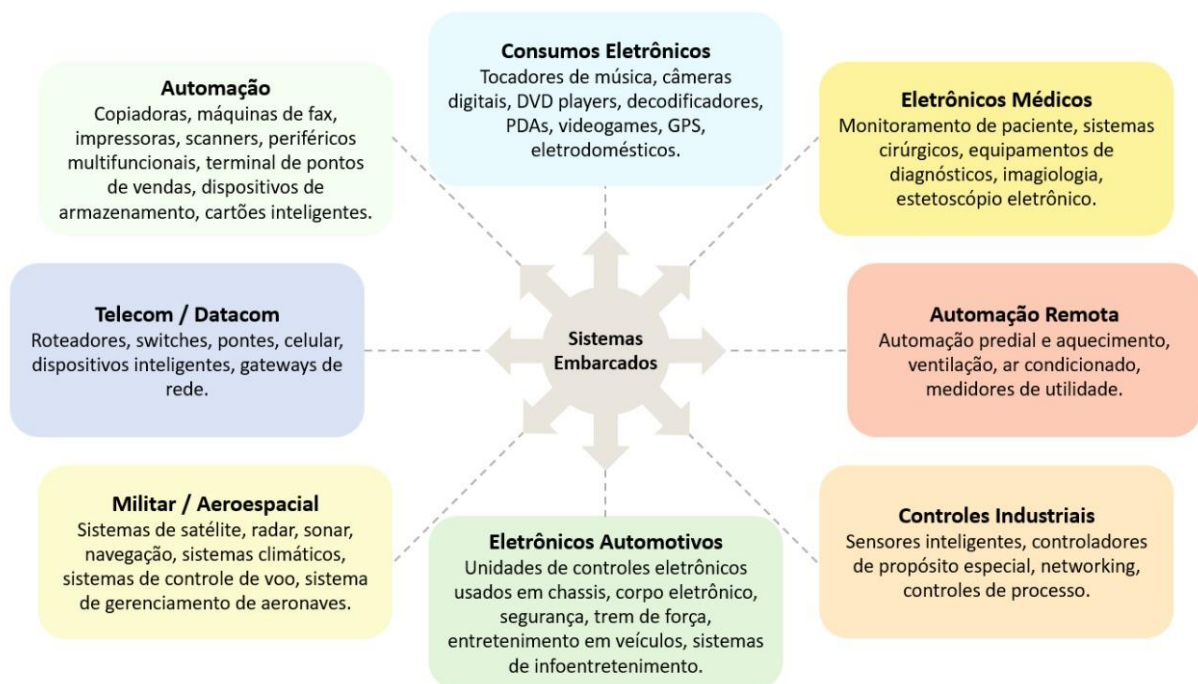 Consumos Eletrônicos
Tocadores de música, câmeras
digitais, DVD players, decodificadores,
PDAs, videogames, GPS,
eletrodomésticos.
Automação
Copiadoras, máquinas de fax,
impressoras, scanners, periféricos
multifuncionais, terminal de pontos
de vendas, dispositivos de
armazenamento, cartões inteligentes.
Eletrônicos Médicos
Monitoramento de paciente, sistemas
cirúrgicos, equipamentos de
diagnósticos, imagiologia,
estetoscópio eletrônico.
Telecom / Datacom
Roteadores, switches, pontes, celular,
dispositivos inteligentes, gateways de
rede.
Sistemas
Embarcados
Automação Remota
Automação predial e aquecimento,
ventilação, ar condicionado,
medidores de utilidade.
Militar / Aeroespacial
Sistemas de satélite, radar, sonar,
navegação, sistemas climáticos,
sistemas de controle de voo, sistema
de gerenciamento de aeronaves.
Eletrônicos Automotivos
Unidades de controles eletrônicos
usados em chassis, corpo eletrônico,
segurança, trem de força,
entretenimento em veículos, sistemas
de infoentretenimento.
Controles Industriais
Sensores inteligentes, controladores
de propósito especial, networking,
controles de processo.